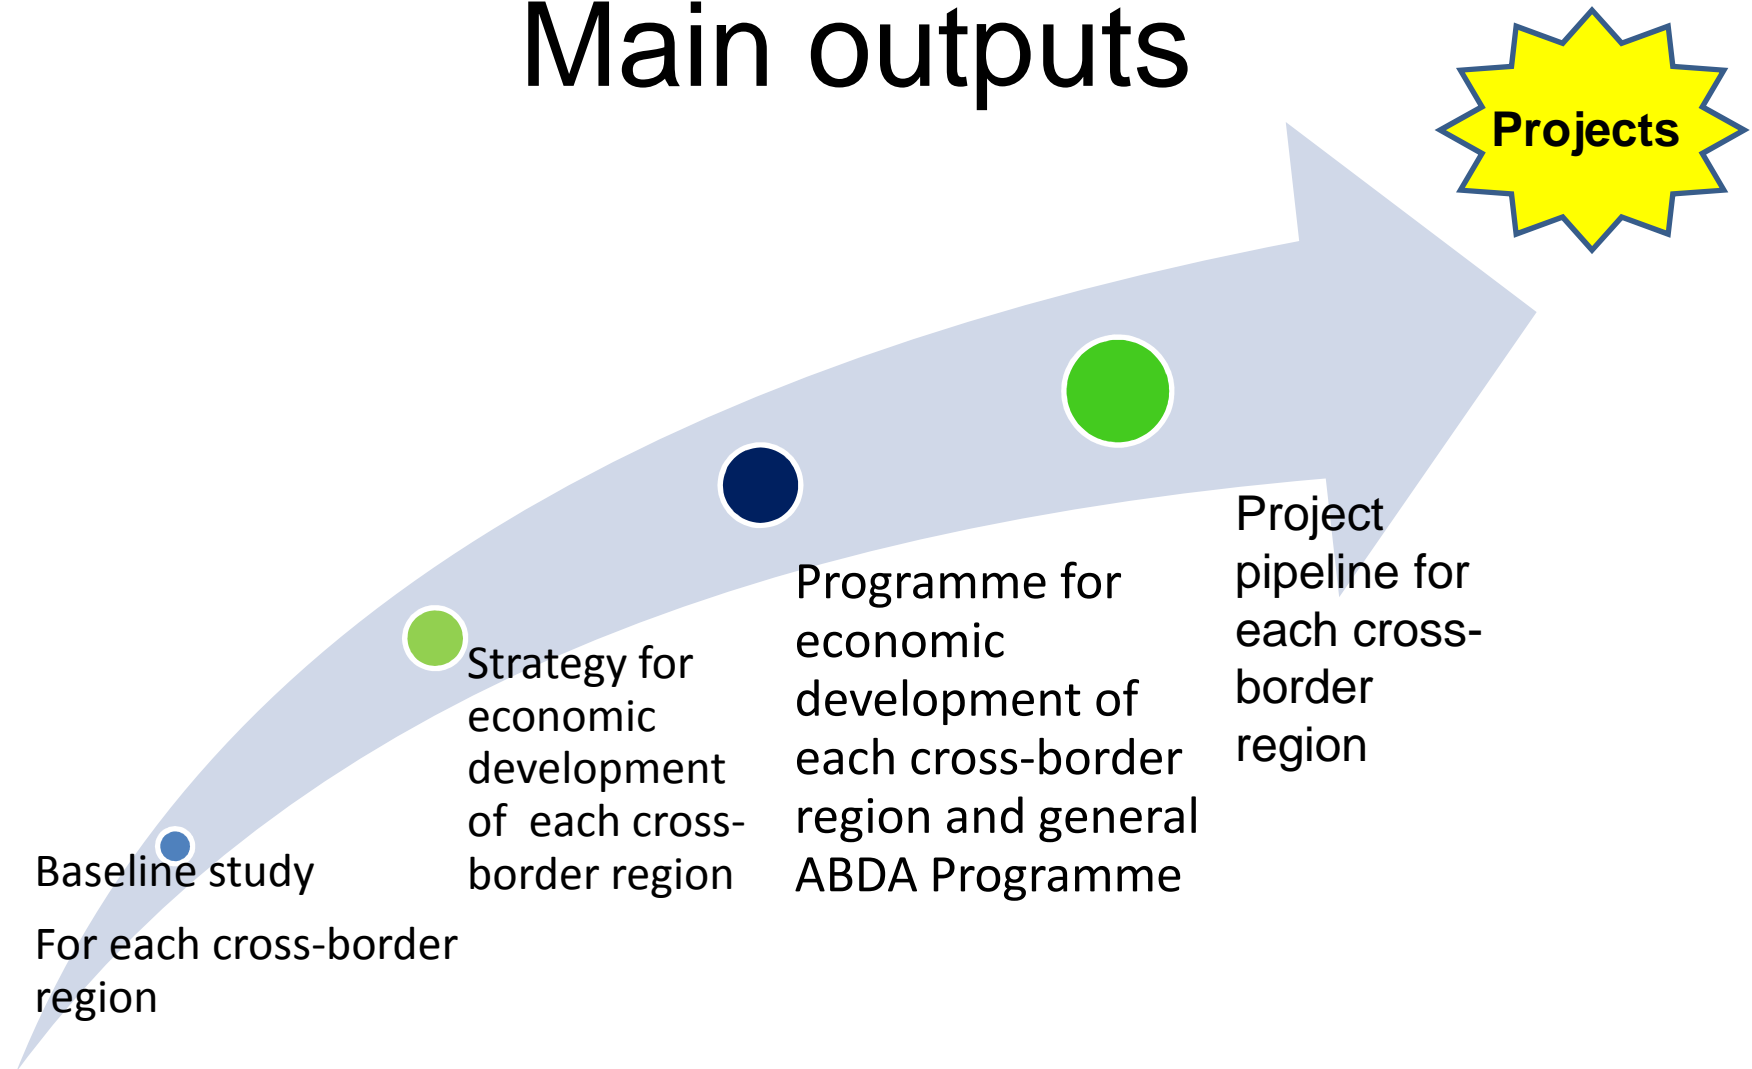 Main outputs
Projects
Baseline study
For each cross-border
region
Strategy for
economic
development
of  each cross-
border region
Programme for
economic
development of
each cross-border
region and general
ABDA Programme
Project
pipeline for
each cross-
border
region